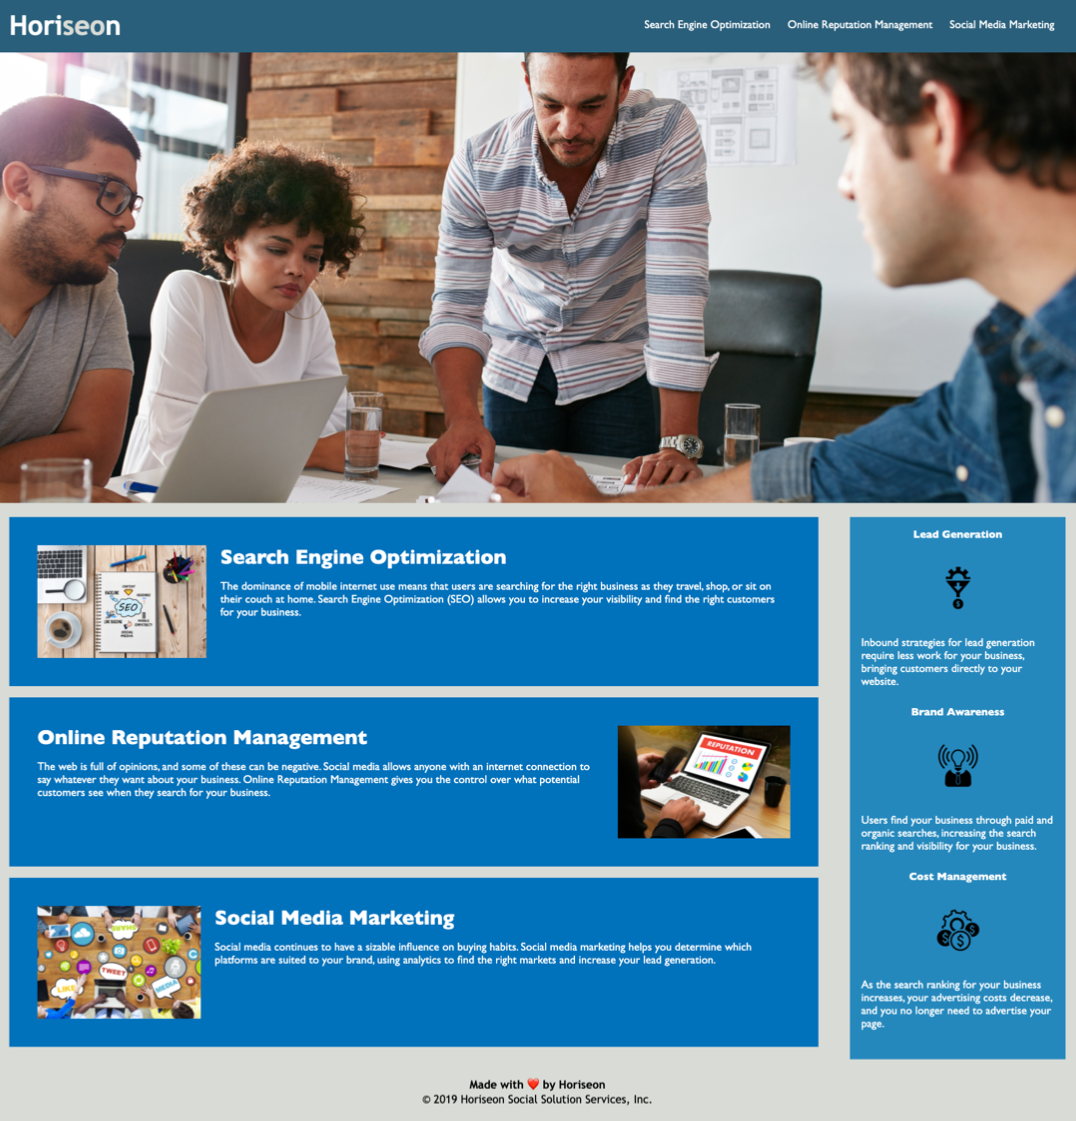 Horiseon
Search Engine Optimization Online Reputation Management Social Media Marketing
Search Engine Optimization
The dominance of mobile internet use means that users are searching for the right business as they travel, shop, or sit on
their couch at home. Search Engine Optimization (SEO) allows you to increase your visibility and find the right customers
for your business.
SEO
Online Reputation Management
The web is full of opinions, and some of these can be negative. Social media allows anyone with an internet connection to
say whatever they want about your business. Online Reputation Management gives you the control over what potential
customers see when they search for your business.
REPUTATION
Social Media Marketing
Social media continues to have a sizable influence on buying habits. Social media marketing helps you determine which
platforms are suited to your brand, using analytics to find the right markets and increase your lead generation.
SHARE
TWEET
LIKE
MEDIA
Lead Generation
Inbound strategies for lead generation
require less work for your business,
bringing customers directly to your
website.
Brand Awareness
Users find your business through paid and
organic searches, increasing the search
ranking and visibility for your business.
Cost Management
As the search ranking for your business
increases, your advertising costs decrease,
and you no longer need to advertise your
page.
Made with ❤️ by Horiseon
© 2019 Horiseon Social Solution Services, Inc.